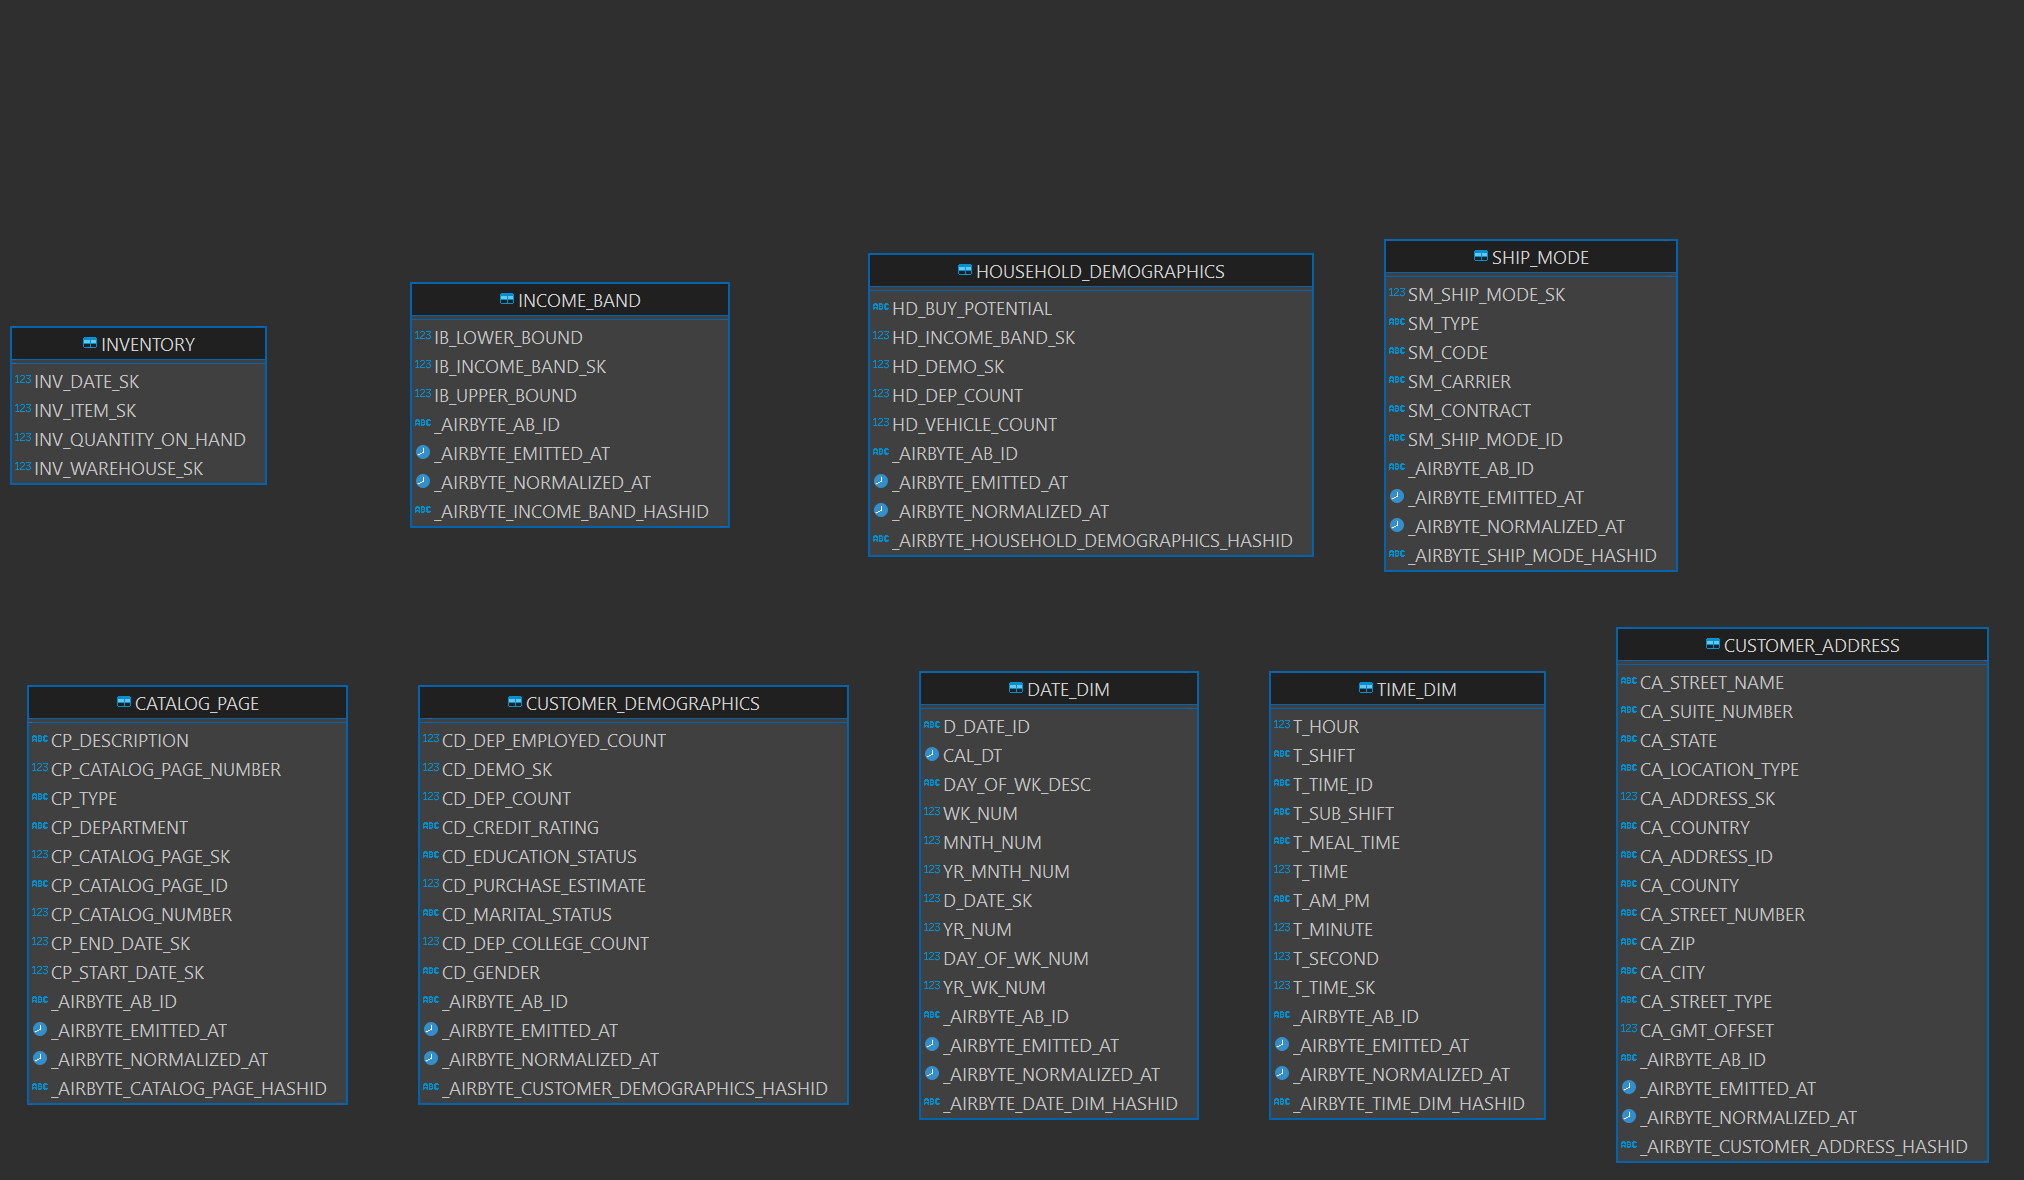 INVENTORY
123 INV_DATE_SK
123 INV_ITEM_SK
123 INV_QUANTITY_ON_HAND
123 INV_WAREHOUSE_SK
INCOME_BAND
123 IB_LOWER_BOUND
123 IB_INCOME_BAND_SK
123 IB_UPPER_BOUND
ABC _AIRBYTE_AB_ID
_AIRBYTE_EMITTED_AT
_AIRBYTE_NORMALIZED_AT
ABC _AIRBYTE_INCOME_BAND_HASHID
HOUSEHOLD_DEMOGRAPHICS
ABC HD_BUY_POTENTIAL
123 HD_INCOME_BAND_SK
123 HD_DEMO_SK
123 HD_DEP_COUNT
123 HD_VEHICLE_COUNT
ABC _AIRBYTE_AB_ID
_AIRBYTE_EMITTED_AT
_AIRBYTE_NORMALIZED_AT
ABC _AIRBYTE_HOUSEHOLD_DEMOGRAPHICS_HASHID
SHIP_MODE
123 SM_SHIP_MODE_SK
ABC SM_TYPE
ABC SM_CODE
ABC SM_CARRIER
ABC SM_CONTRACT
ABC SM_SHIP_MODE_ID
ABC _AIRBYTE_AB_ID
_AIRBYTE_EMITTED_AT
_AIRBYTE_NORMALIZED_AT
ABC _AIRBYTE_SHIP_MODE_HASHID
CATALOG_PAGE
ABC CP_DESCRIPTION
123 CP_CATALOG_PAGE_NUMBER
ABC CP_TYPE
ABC CP_DEPARTMENT
123 CP_CATALOG_PAGE_SK
ABC CP_CATALOG_PAGE_ID
123 CP_CATALOG_NUMBER
123 CP_END_DATE_SK
123 CP_START_DATE_SK
ABC _AIRBYTE_AB_ID
_AIRBYTE_EMITTED_AT
_AIRBYTE_NORMALIZED_AT
ABC _AIRBYTE_CATALOG_PAGE_HASHID
CUSTOMER_DEMOGRAPHICS
123 CD_DEP_EMPLOYED_COUNT
123 CD_DEMO_SK
123 CD_DEP_COUNT
ABC CD_CREDIT_RATING
ABC CD_EDUCATION_STATUS
123 CD_PURCHASE_ESTIMATE
ABC CD_MARITAL_STATUS
123 CD_DEP_COLLEGE_COUNT
ABC CD_GENDER
ABC _AIRBYTE_AB_ID
_AIRBYTE_EMITTED_AT
_AIRBYTE_NORMALIZED_AT
ABC _AIRBYTE_CUSTOMER_DEMOGRAPHICS_HASHID
DATE_DIM
ABC D_DATE_ID
CAL_DT
ABC DAY_OF_WK_DESC
123 WK_NUM
123 MNTH_NUM
123 YR_MNTH_NUM
123 D_DATE_SK
123 YR_NUM
123 DAY_OF_WK_NUM
123 YR_WK_NUM
ABC _AIRBYTE_AB_ID
_AIRBYTE_EMITTED_AT
_AIRBYTE_NORMALIZED_AT
ABC _AIRBYTE_DATE_DIM_HASHID
TIME_DIM
123 T_HOUR
ABC T_SHIFT
ABC T_TIME_ID
ABC T_SUB_SHIFT
ABC T_MEAL_TIME
123 T_TIME
ABC T_AM_PM
123 T_MINUTE
123 T_SECOND
123 T_TIME_SK
ABC _AIRBYTE_AB_ID
_AIRBYTE_EMITTED_AT
_AIRBYTE_NORMALIZED_AT
ABC _AIRBYTE_TIME_DIM_HASHID
CUSTOMER_ADDRESS
ABC CA_STREET_NAME
ABC CA_SUITE_NUMBER
ABC CA_STATE
ABC CA_LOCATION_TYPE
123 CA_ADDRESS_SK
ABC CA_COUNTRY
ABC CA_ADDRESS_ID
ABC CA_COUNTY
ABC CA_STREET_NUMBER
ABC CA_ZIP
ABC CA_CITY
ABC CA_STREET_TYPE
123 CA_GMT_OFFSET
ABC _AIRBYTE_AB_ID
_AIRBYTE_EMITTED_AT
_AIRBYTE_NORMALIZED_AT
ABC _AIRBYTE_CUSTOMER_ADDRESS_HASHID